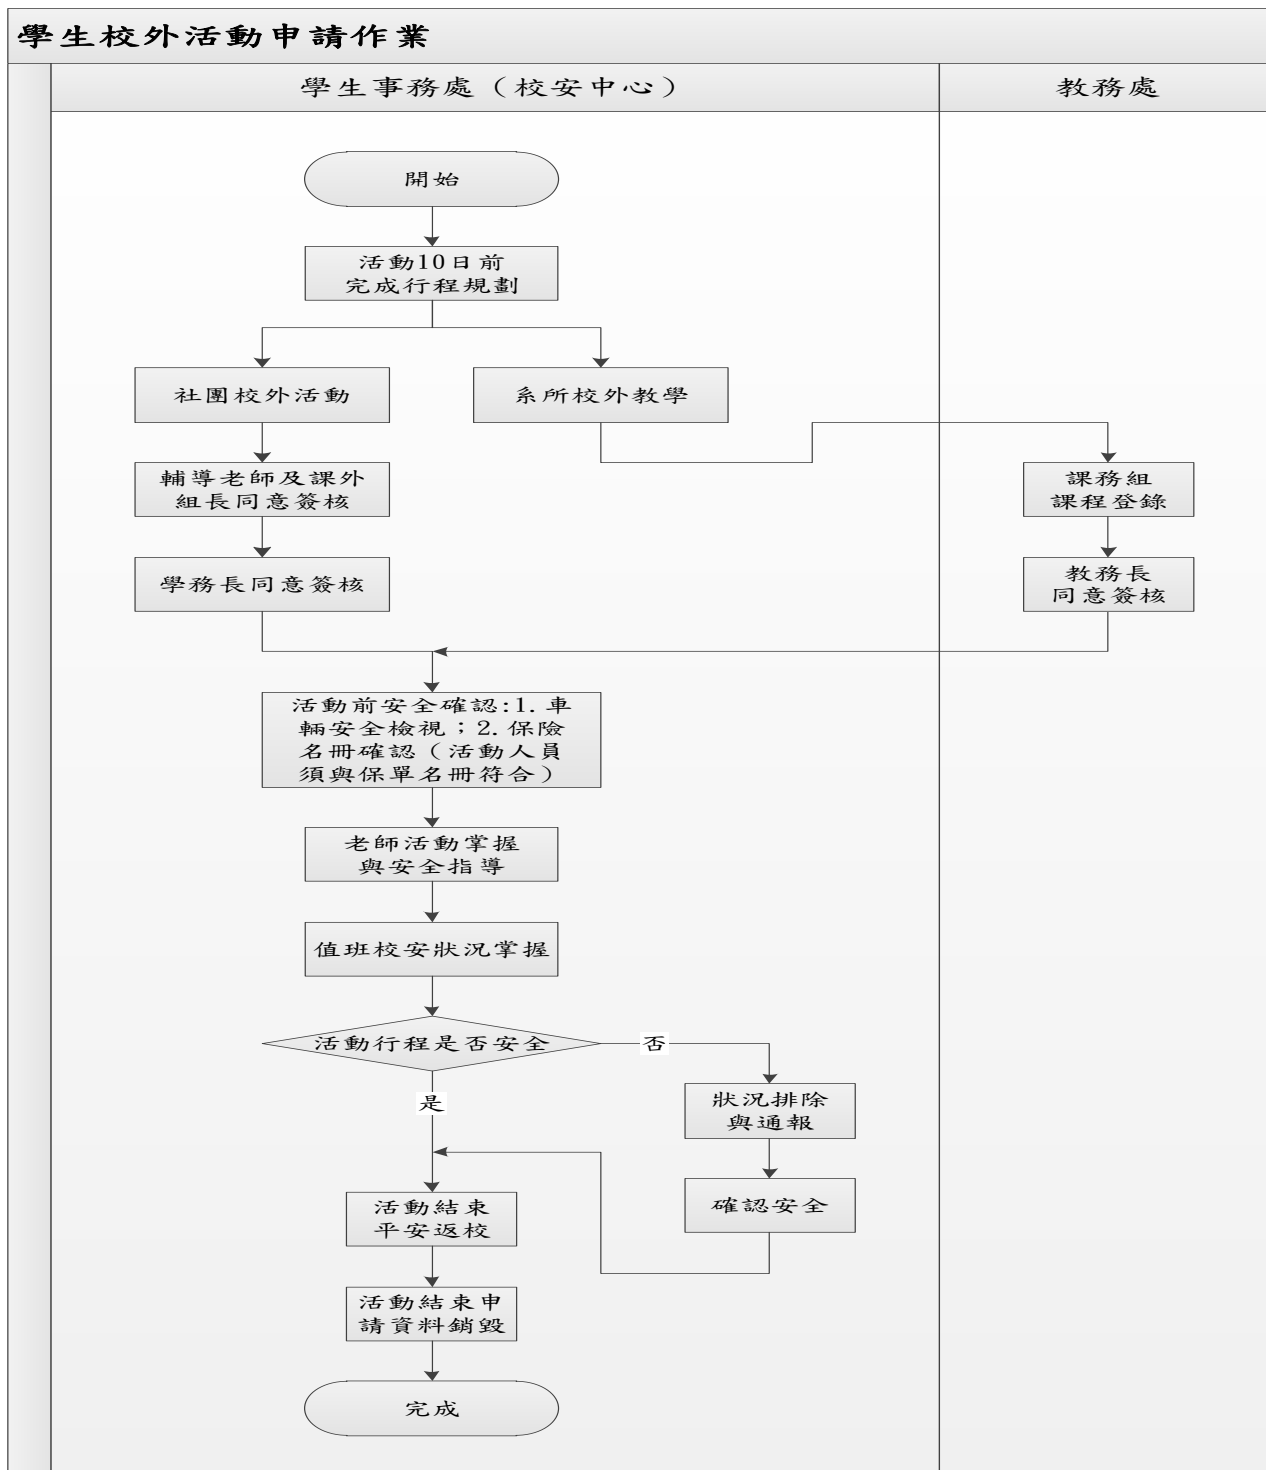 學生校外活動申請作業
學生事務處（校安中心）
教務處
開始
活動10日前
完成行程規劃
社團校外活動
系所校外教學
輔導老師及課外
組長同意簽核
課務組
課程登錄
學務長同意簽核
教務長
同意簽核
活動前安全確認:1. 車
輛安全檢視；2. 保險
名冊確認（活動人員
須與保單名冊符合）
老師活動掌握
與安全指導
值班校安狀況掌握
活動行程是否安全
否
是
狀況排除
與通報
確認安全
活動結束
平安返校
活動結束申
請資料銷毀
完成